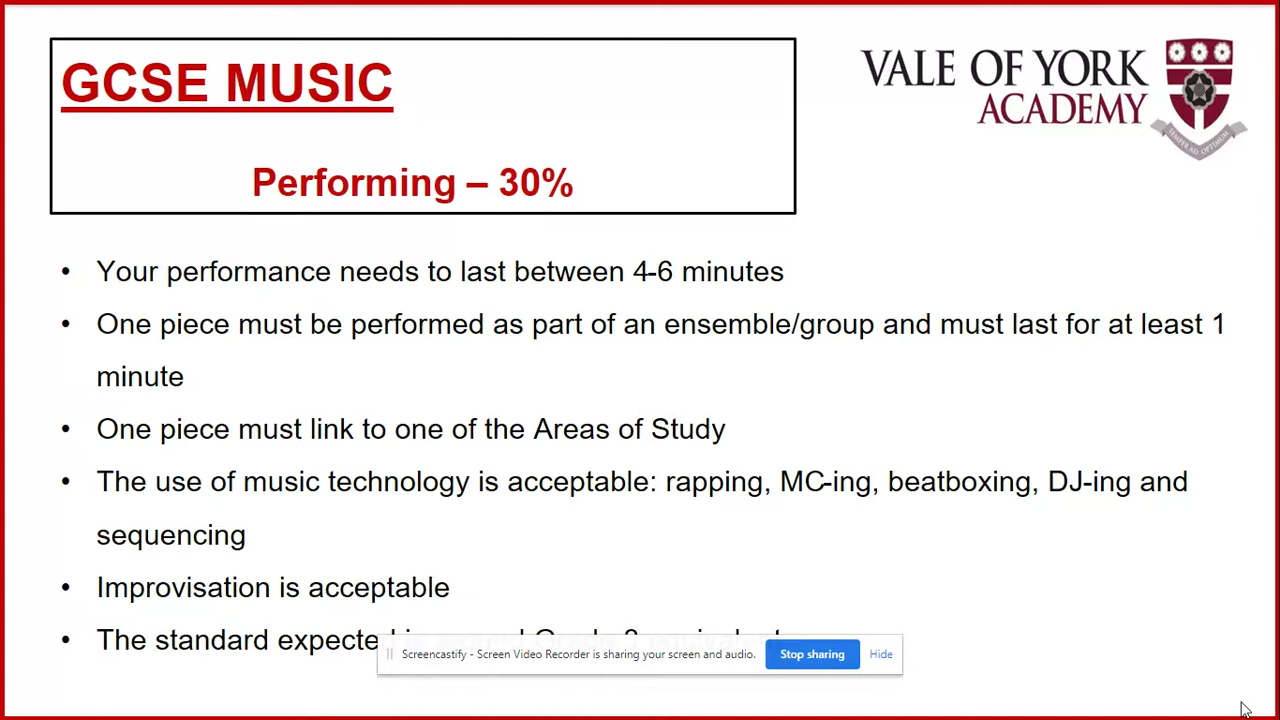 GCSE MUSIC
VALE OF YORK
ACADEMY
SEMPER AD OPTIMUM
Performing – 30%
• Your performance needs to last between 4-6 minutes
• One piece must be performed as part of an ensemble/group and must last for at least 1
minute
• One piece must link to one of the Areas of Study
• The use of music technology is acceptable: rapping, MC-ing, beatboxing, DJ-ing and
sequencing
• Improvisation is acceptable
• The standard expected
Screencastify - Screen Video Recorder is sharing your screen and audio. Stop sharing Hide